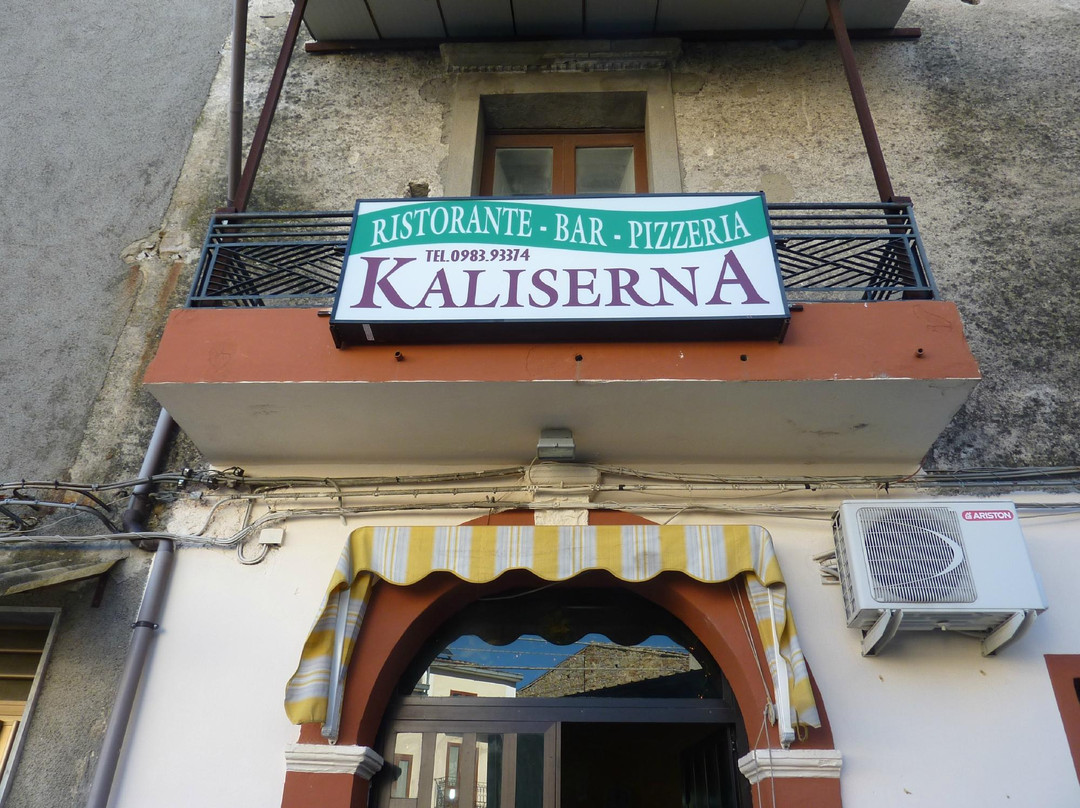 RISTORANTE - BAR - PIZZERIA
TEL.0983.93374
KALISERNA
ARISTON